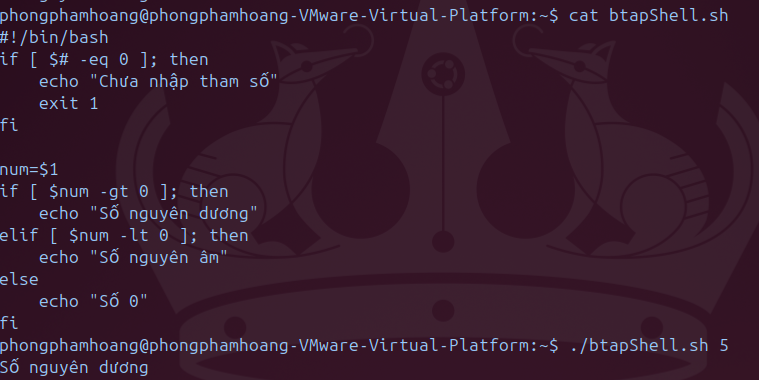 phongphamhoang@phongphamhoang-VMware-Virtual-Platform:~$ cat btapShell.sh
#!/bin/bash
if [ $# -eq 0 ]; then
    echo "Chưa nhập tham số"
    exit 1
fi

num=$1
if [ $num -gt 0 ]; then
    echo "Số nguyên dương"
elif [ $num -lt 0 ]; then
    echo "Số nguyên âm"
else
    echo "Số 0"
fi
phongphamhoang@phongphamhoang-VMware-Virtual-Platform:~$ ./btapShell.sh 5
Số nguyên dương